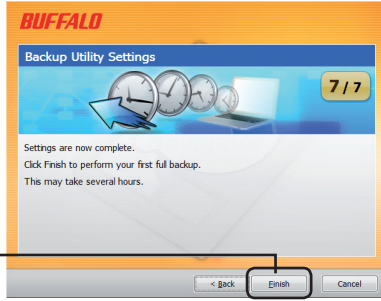 BUFFALO
Backup Utility Settings
7 / 7
Settings are now complete.
Click Finish to perform your first full backup.
This may take several hours.
< Back
Finish
Cancel